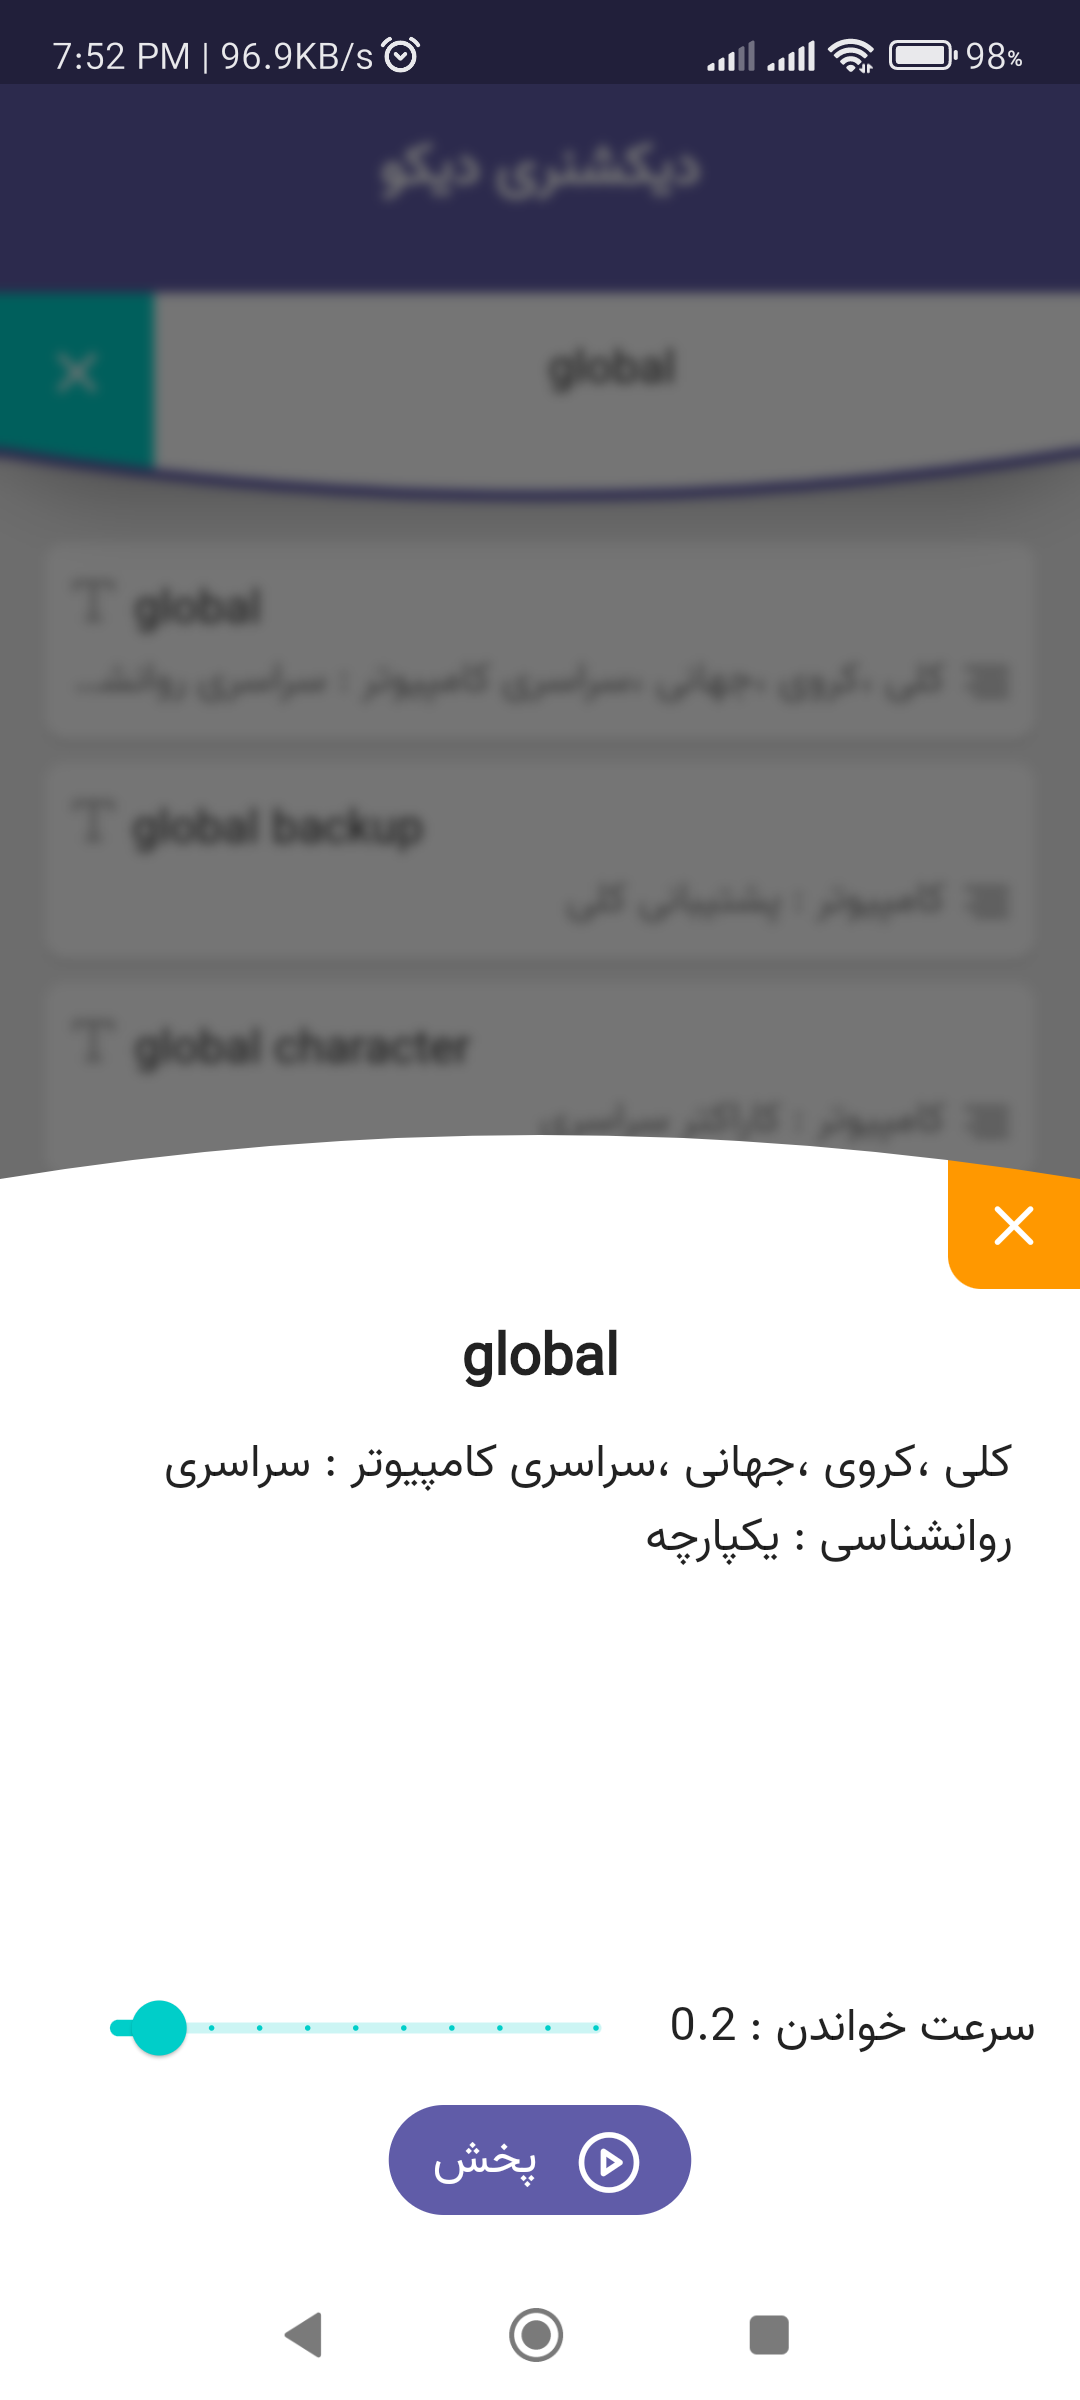 7:52 PM | 96.9KB/s 98%
دیکشنری دیکو
global
global
کلی ،کروی ،جهانی ،سراسری کامپیوتر : سراسری روانشـ...
global backup
کامپیوتر : پشتیبانی کلی
global character
کامپیوتر : کاراکتر سراسری
global
کلی ،کروی ،جهانی ،سراسری کامپیوتر : سراسری
روانشناسی : یکپارچه
سرعت خواندن : 0.2
پخش